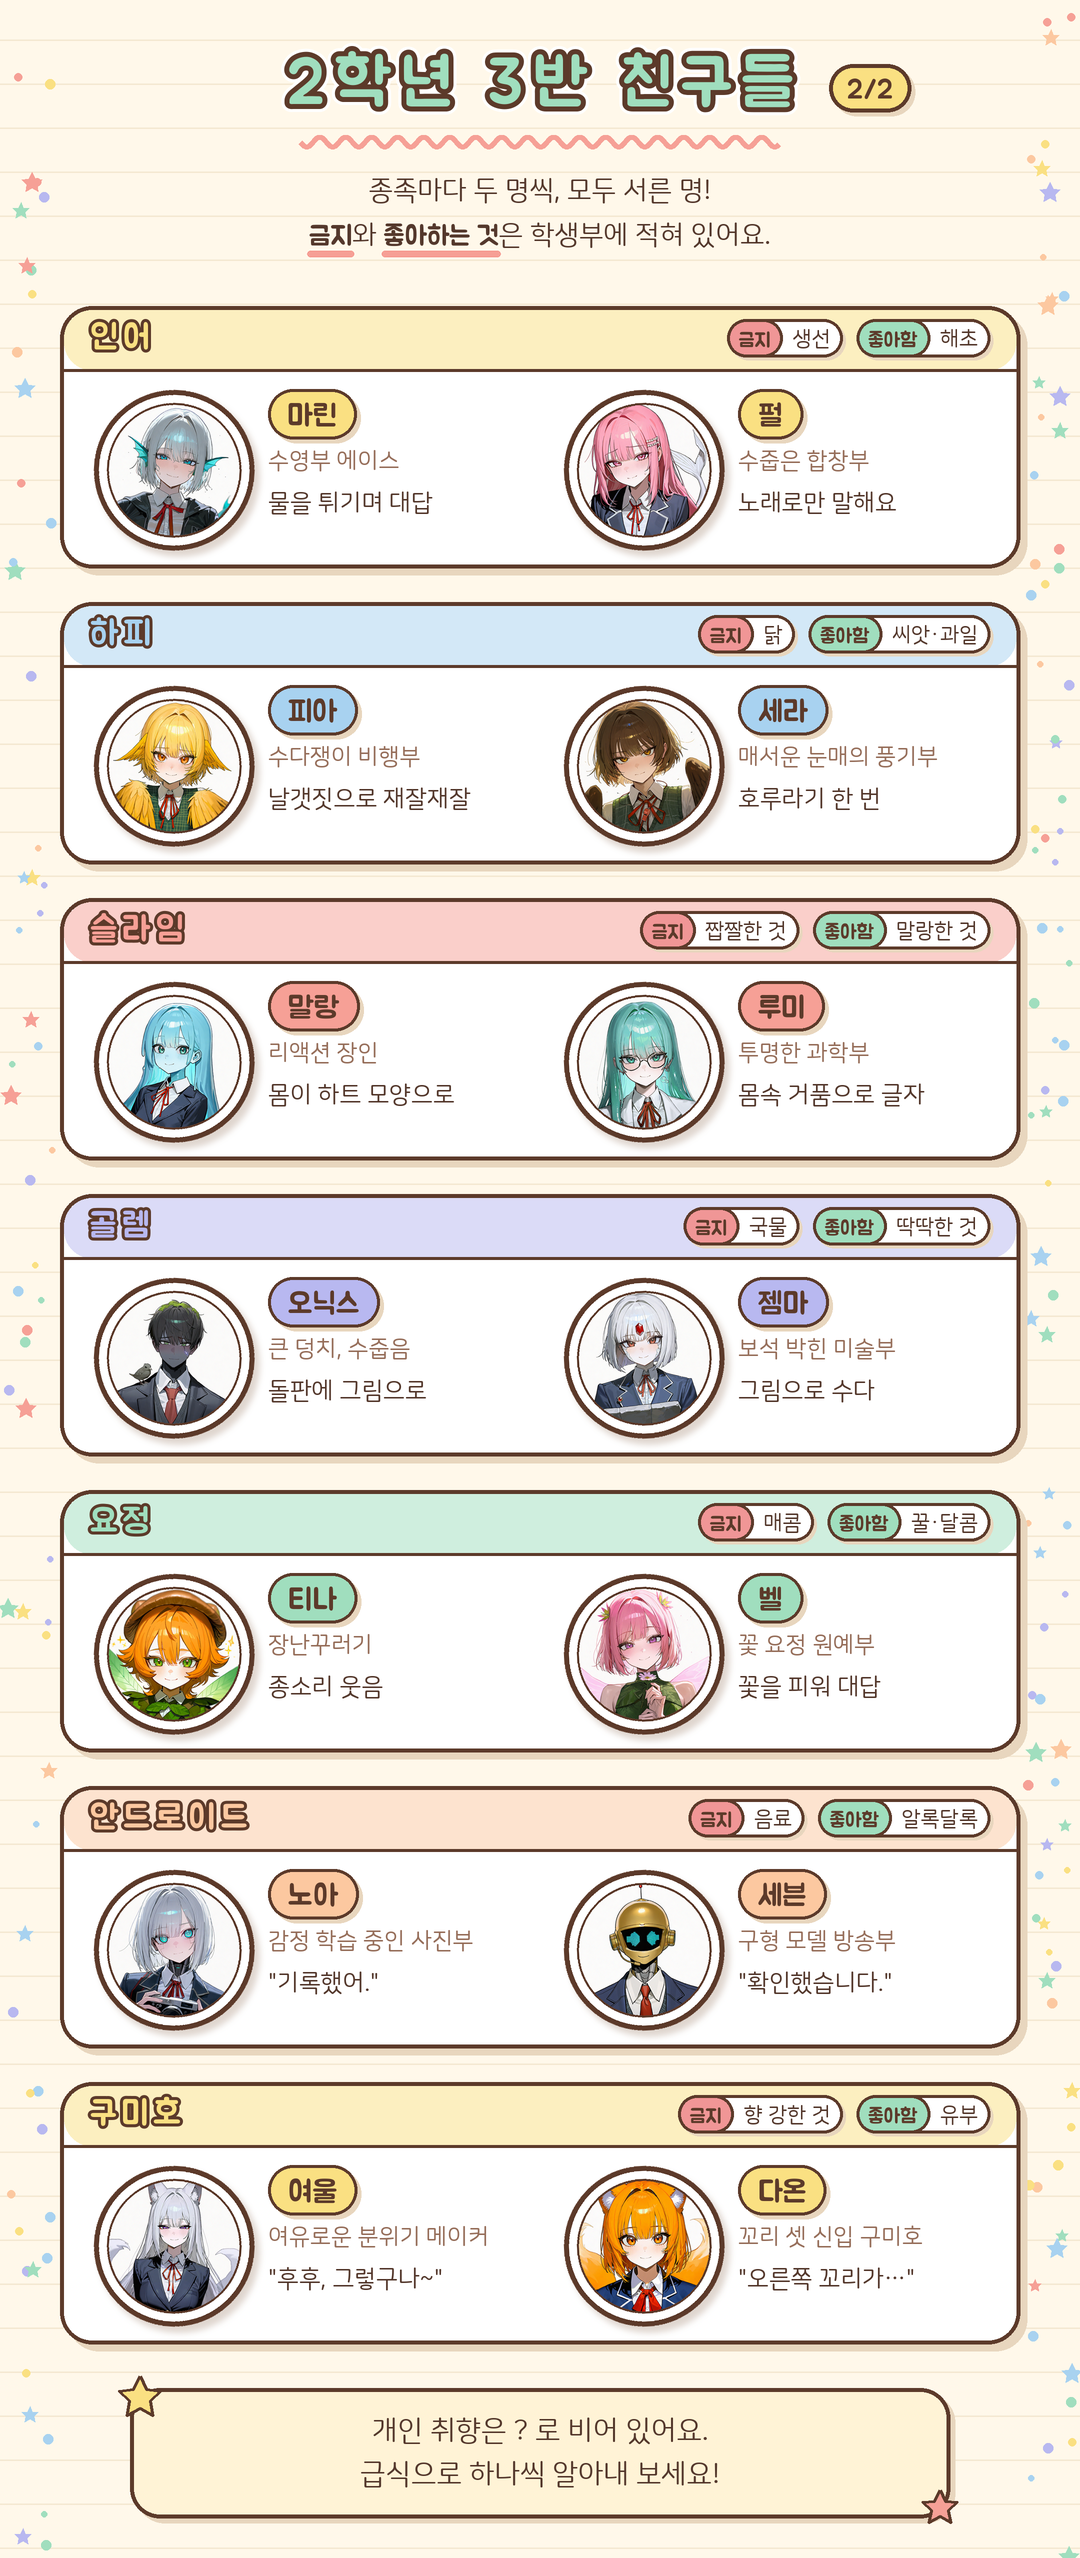 2학년 3반 친구들
2/2
종족마다 두 명씩, 모두 서른 명!
금지와 좋아하는 것은 학생부에 적혀 있어요.
인어
금지 생선
좋아함 해초
마린
수영부 에이스
물을 튀기며 대답
펄
수줍은 합창부
노래로만 말해요
하피
금지 닭
좋아함 씨앗·과일
피아
수다쟁이 비행부
날갯짓으로 재잘재잘
세라
매서운 눈매의 풍기부
호루라기 한 번
슬라임
금지 짭짤한 것
좋아함 말랑한 것
말랑
리액션 장인
몸이 하트 모양으로
루미
투명한 과학부
몸속 거품으로 글자
골렘
금지 국물
좋아함 딱딱한 것
오닉스
큰 덩치, 수줍음
돌판에 그림으로
젬마
보석 박힌 미술부
그림으로 수다
요정
금지 매콤
좋아함 꿀·달콤
티나
장난꾸러기
종소리 웃음
벨
꽃 요정 원예부
꽃을 피워 대답
안드로이드
금지 음료
좋아함 알록달록
노아
감정 학습 중인 사진부
"기록했어."
세븐
구형 모델 방송부
"확인했습니다."
구미호
금지 향 강한 것
좋아함 유부
여울
여유로운 분위기 메이커
"후후, 그렇구나~"
다온
꼬리 셋 신입 구미호
"오른쪽 꼬리가…"
개인 취향은 ? 로 비어 있어요.
급식으로 하나씩 알아내 보세요!